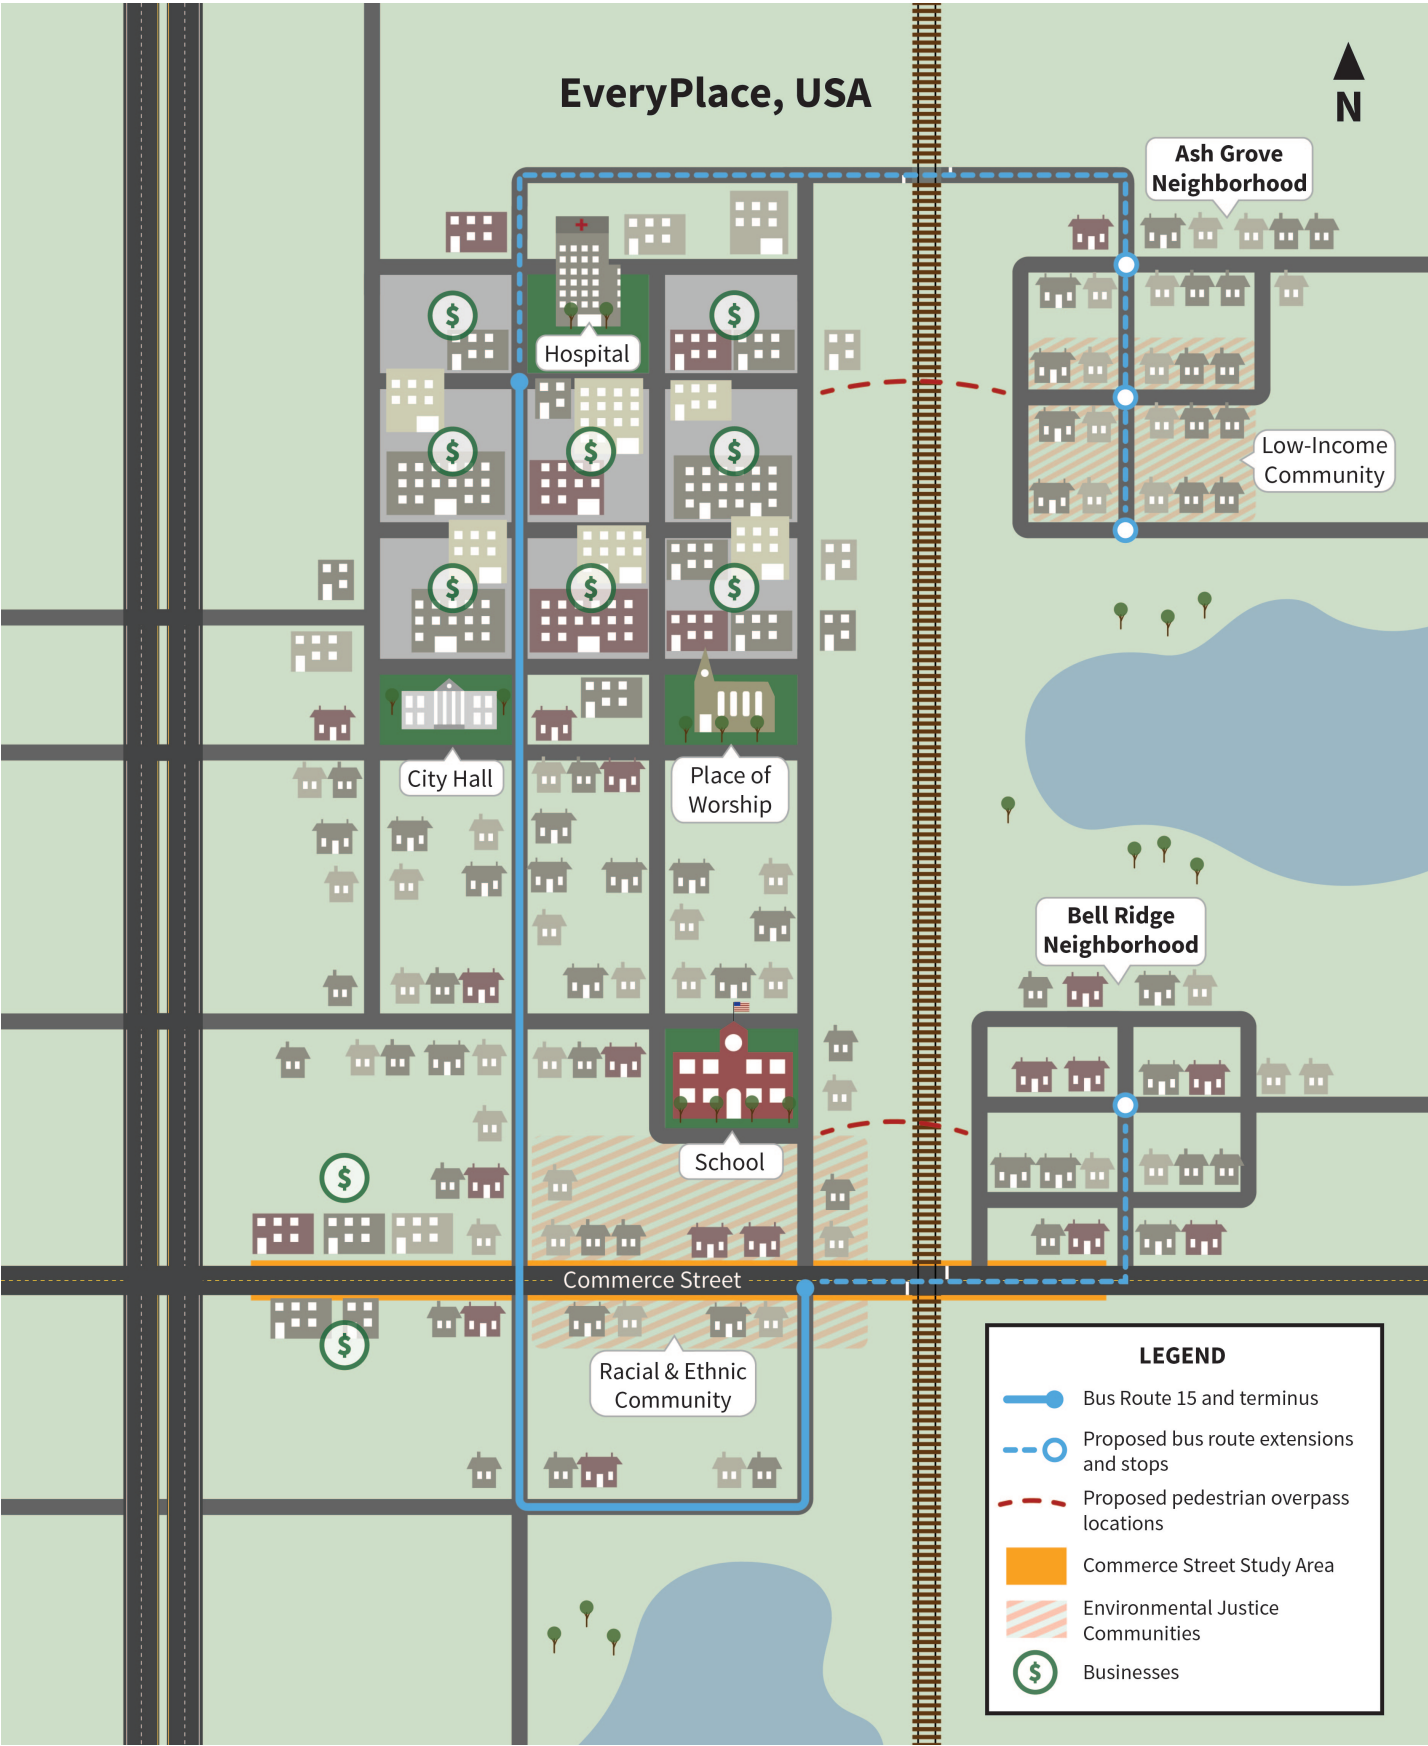 EveryPlace, USA
N
Ash Grove
Neighborhood
$
$
Hospital
$
$
$
Low-Income
Community
$
$
$
City Hall
Place of
Worship
Bell Ridge
Neighborhood
School
$
Commerce Street
$
Racial & Ethnic
Community
LEGEND
Bus Route 15 and terminus
Proposed bus route extensions
and stops
Proposed pedestrian overpass
locations
Commerce Street Study Area
Environmental Justice
Communities
$
Businesses